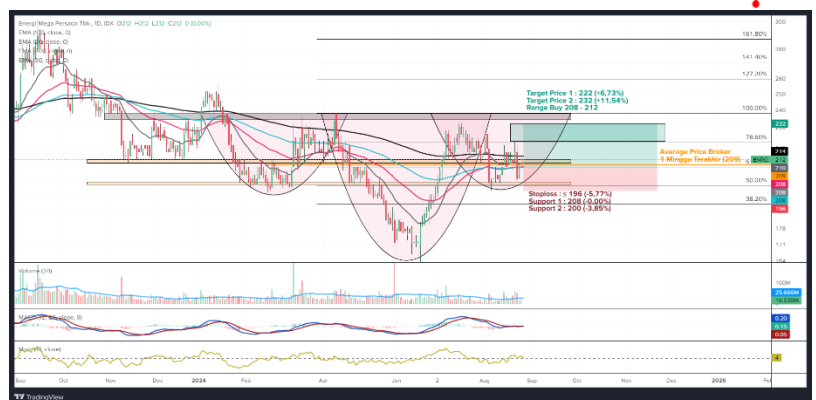 Energi Mega Persada Tbk., 1D, IDX O212 H212 L212 C212 0 (0.00%)
300
161.80%
280
141.40%
260
127.20%
250
Target Price 1 : 222 (+6,73%)
Target Price 2 : 232 (+11,54%)
Range Buy 208 - 212
100.00%
240
232
78.60%
Average Price Broker
1 Minggu Terakhir (209)
214
212
210
209
208
208
208
196
50.00%
Stoploss : ≤ 196 (-5,77%)
Support 1 : 208 (-0,00%)
Support 2 : 200 (-3,85%)
38.20%
178
171
164
Volume (20)
100M
25.666M
0.20
0.15
0.05
4
Sep Oct Nov Dec 2024 Feb Apr Jun 2 Aug Sep Oct Nov Dec 2025
TradingView